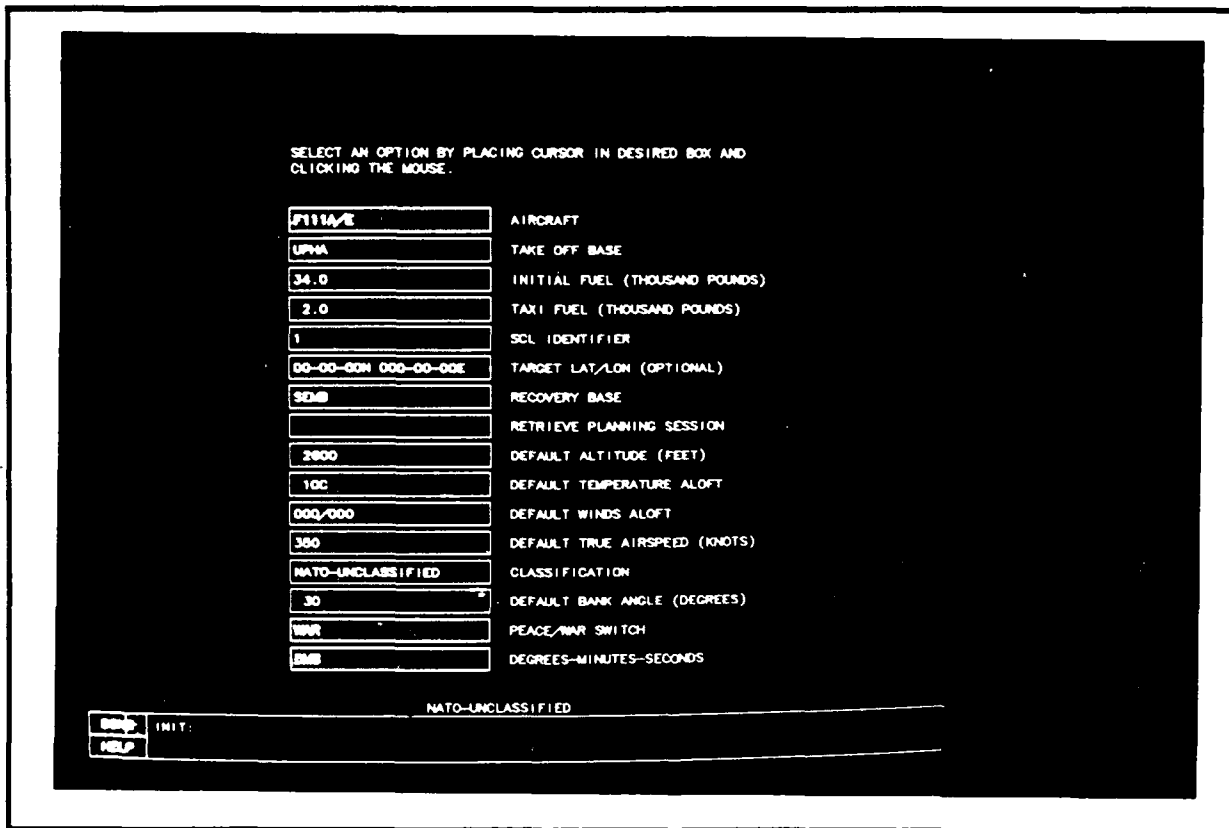 SELECT AN OPTION BY PLACING CURSOR IN DESIRED BOX AND
CLICKING THE MOUSE.
F111A/E AIRCRAFT
UPHA TAKE OFF BASE
34.0 INITIAL FUEL (THOUSAND POUNDS)
2.0 TAXI FUEL (THOUSAND POUNDS)
1 SCL IDENTIFIER
00-00-00N 000-00-00E TARGET LAT/LON (OPTIONAL)
SEMB RECOVERY BASE
RETRIEVE PLANNING SESSION
DEFAULT ALTITUDE (FEET)
10C DEFAULT TEMPERATURE ALOFT
000/000 DEFAULT WINDS ALOFT
DEFAULT TRUE AIRSPEED (KNOTS)
NATO-UNCLASSIFIED CLASSIFICATION
30 DEFAULT BANK ANGLE (DEGREES)
WAR PEACE/WAR SWITCH
DMS DEGREES-MINUTES-SECONDS
NATO-UNCLASSIFIED
INIT:
HELP